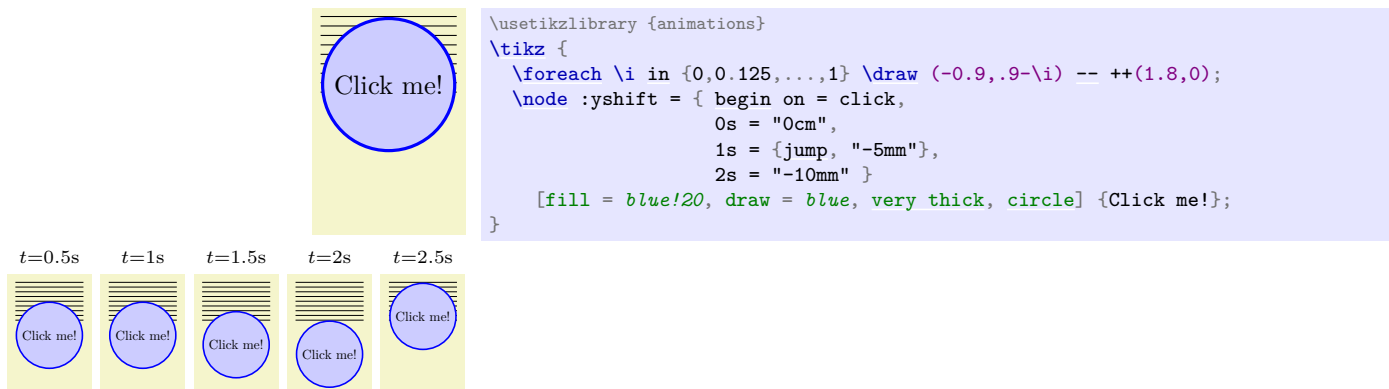 Click me!
\usetikzlibrary {animations}
\tikz {
  \foreach \i in {0,0.125,...,1} \draw (-0.9,.9-\i) -- ++(1.8,0);
  \node :yshift = { begin on = click,
                    0s = "0cm",
                    1s = {jump, "-5mm"},
                    2s = "-10mm" }
    [fill = blue!20, draw = blue, very thick, circle] {Click me!};
}
t=0.5s t=1s t=1.5s t=2s t=2.5s
Click me! Click me! Click me! Click me! Click me!